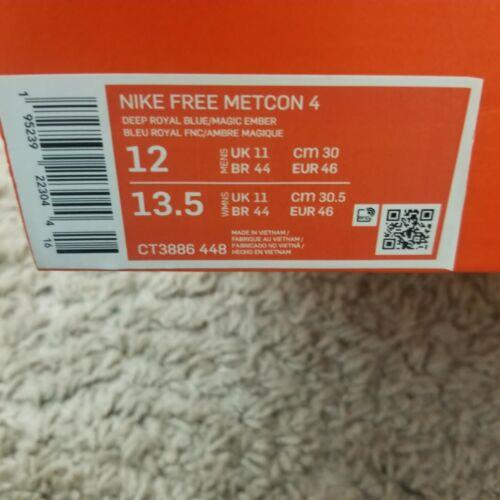 NIKE FREE METCON 4
DEEP ROYAL BLUE/MAGIC EMBER
BLEU ROYAL FNC/AMBRE MAGIQUE
12 MENS UK 11 CM 30
BR 44 EUR 46
13.5 WMNS UK 11 CM 30.5
BR 44 EUR 46
CT3886 448
MADE IN VIETNAM /
FABRIQUÉ AU VIETNAM /
FABRICADO NO VIETNÃ /
HECHO EN VIETNAM
1 95239 22304 4 16